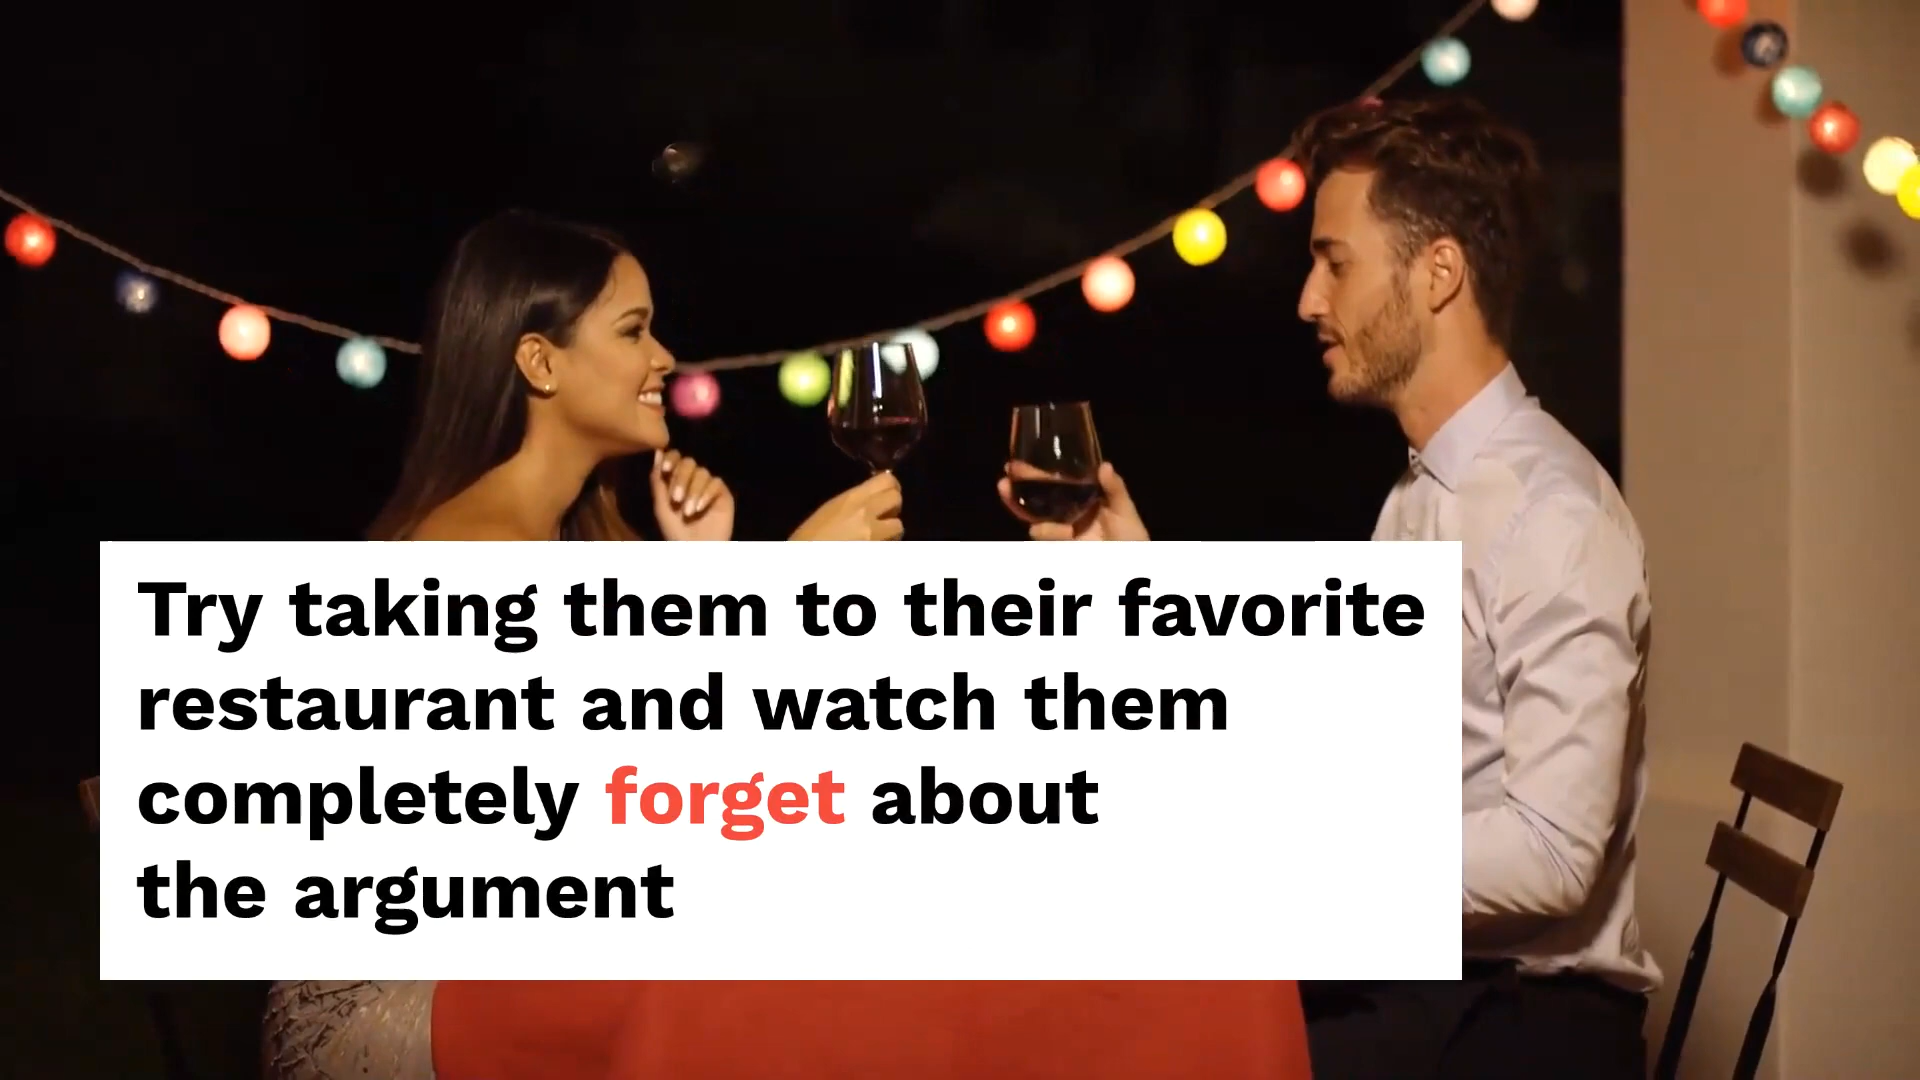 Try taking them to their favorite
restaurant and watch them
completely forget about
the argument